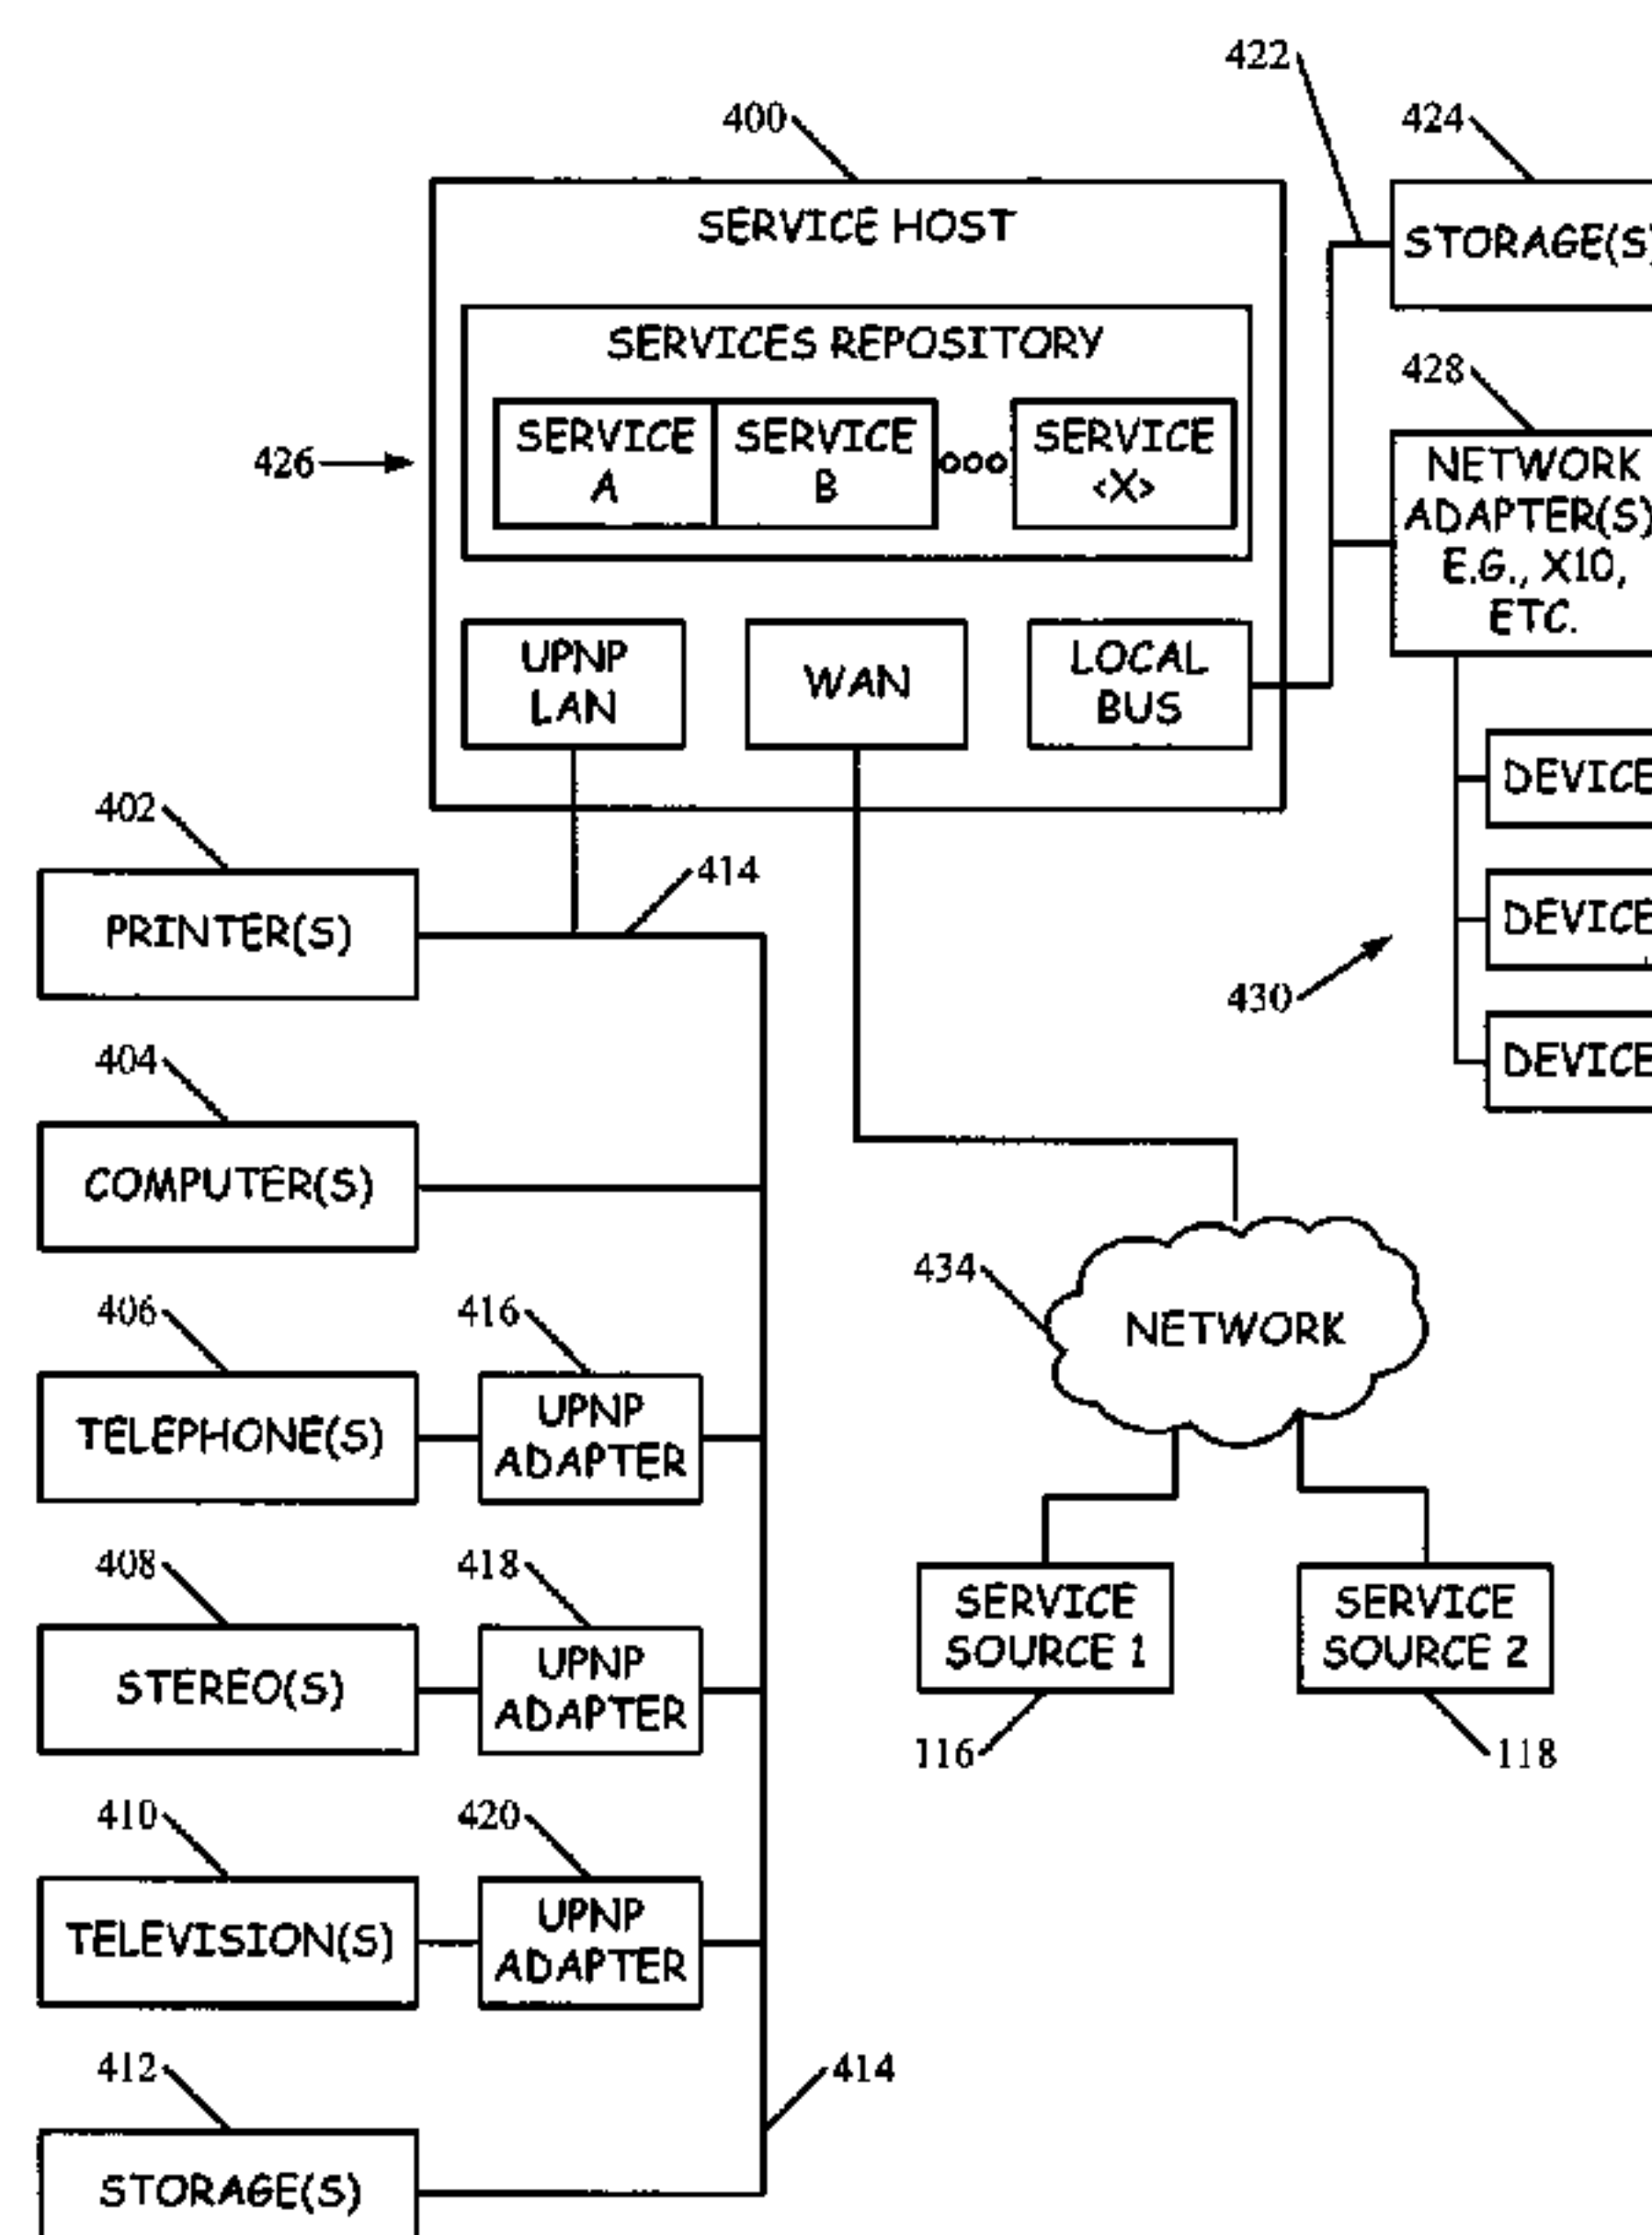 422
400
424
SERVICE HOST
STORAGE(S)
SERVICES REPOSITORY
428
SERVICE
A
SERVICE
B
SERVICE
<X>
426
NETWORK
ADAPTER(S)
E.G., X10,
ETC.
UPNP
LAN
WAN
LOCAL
BUS
DEVICE
402
414
PRINTER(S)
DEVICE
430
404
DEVICE
COMPUTER(S)
434
NETWORK
406
416
TELEPHONE(S)
UPNP
ADAPTER
408
418
STEREO(S)
UPNP
ADAPTER
SERVICE
SOURCE 1
SERVICE
SOURCE 2
116
118
410
420
TELEVISION(S)
UPNP
ADAPTER
412
414
STORAGE(S)